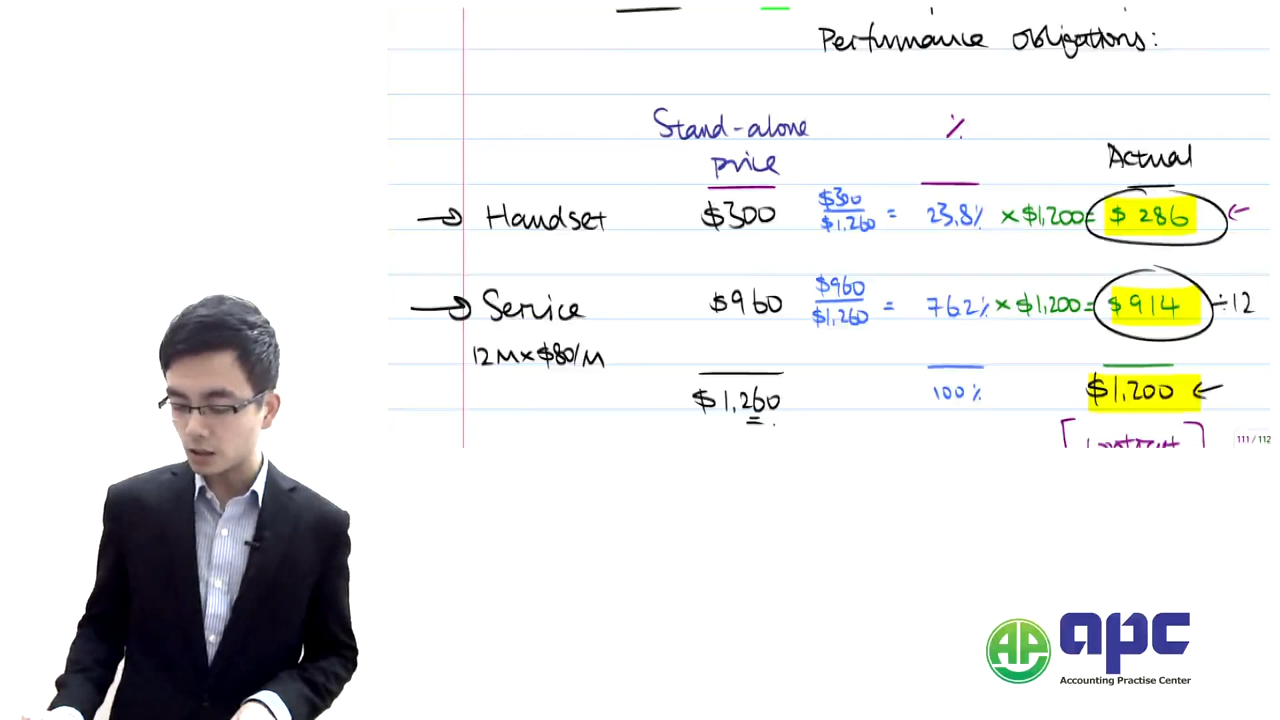 Performance obligations:
Stand-alone price
%
Actual
Handset $300 $300/$1,260 = 23.8% ×$1,200= $286
Service $960 $960/$1,260 = 76.2% ×$1,200= $914 ÷12
12M×$80/M
$1,260 100% $1,200
111 / 112
AP apc
Accounting Practise Center